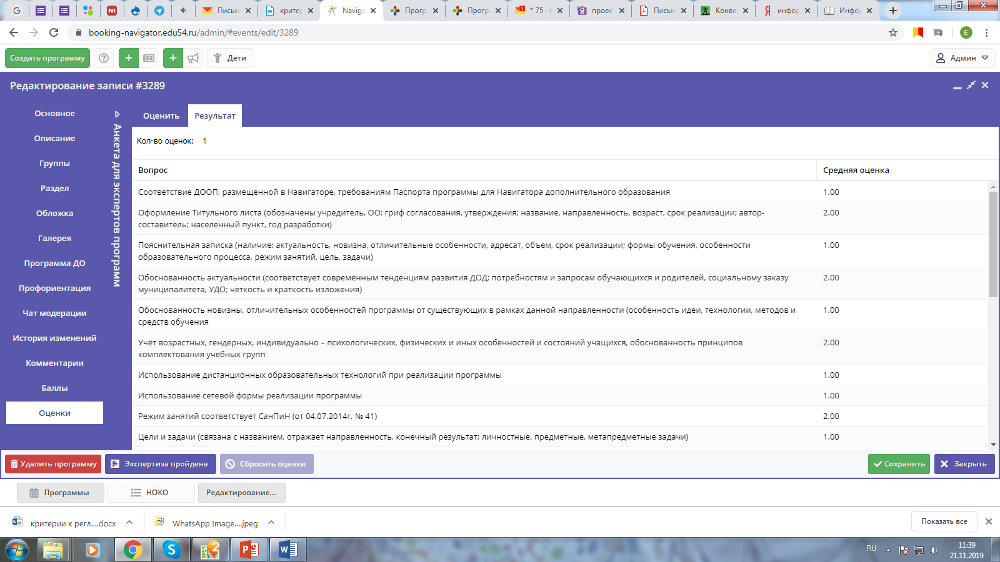 Письм
критер
Naviga
Прогр
Прогр
* 75 - Е
проек
Письм
Конве
инфор
Инфор
booking-navigator.edu54.ru/admin/#events/edit/3289
E
Создать программу
Дети
Админ
Редактирование записи #3289
Основное
Описание
Группы
Раздел
Обложка
Галерея
Программа ДО
Профориентация
Чат модерации
История изменений
Комментарии
Баллы
Оценки
Анкета для экспертов программ
Оценить
Результат
Кол-во оценок: 1
Вопрос Средняя оценка
Соответствие ДООП, размещенной в Навигаторе, требованиям Паспорта программы для Навигатора дополнительного образования 1.00
Оформление Титульного листа (обозначены учредитель, ОО; гриф согласования, утверждения; название, направленность, возраст, срок реализации; автор- 2.00
составитель; населенный пункт, год разработки)
Пояснительная записка (наличие: актуальность, новизна, отличительные особенности, адресат, объем, срок реализации; формы обучения, особенности 1.00
образовательного процесса, режим занятий, цель, задачи)
Обоснованность актуальности (соответствует современным тенденциям развития ДОД; потребностям и запросам обучающихся и родителей, социальному заказу 2.00
муниципалитета, УДО; четкость и краткость изложения)
Обоснованность новизны, отличительных особенностей программы от существующих в рамках данной направленности (особенность идеи, технологии, методов и 1.00
средств обучения
Учёт возрастных, гендерных, индивидуально – психологических, физических и иных особенностей и состояний учащихся, обоснованность принципов 2.00
комплектования учебных групп
Использование дистанционных образовательных технологий при реализации программы 1.00
Использование сетевой формы реализации программы 1.00
Режим занятий соответствует СанПиН (от 04.07.2014г. № 41) 2.00
Цели и задачи (связана с названием, отражает направленность, конечный результат; личностные, предметные, метапредметные задачи) 1.00
Удалить программу
Экспертиза пройдена
Сбросить оценки
Сохранить
Закрыть
Программы
НОКО
Редактирование...
критерии к регл....docx
WhatsApp Image....jpeg
Показать все
RU
11:39
21.11.2019